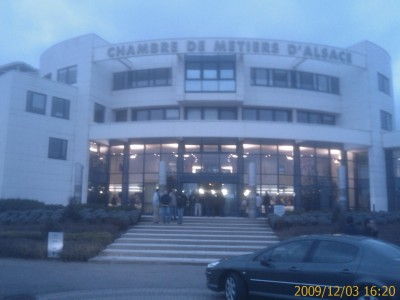 CHAMBRE DE METIERS D'ALSACE
2009/12/03 16:20